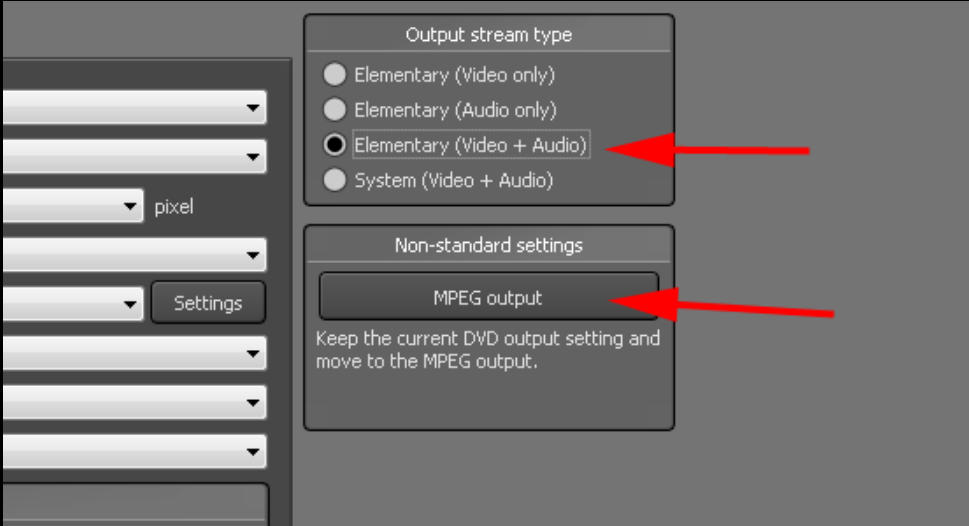 Output stream type
Elementary (Video only)
Elementary (Audio only)
Elementary (Video + Audio)
System (Video + Audio)
pixel
Non-standard settings
Settings
MPEG output
Keep the current DVD output setting and
move to the MPEG output.